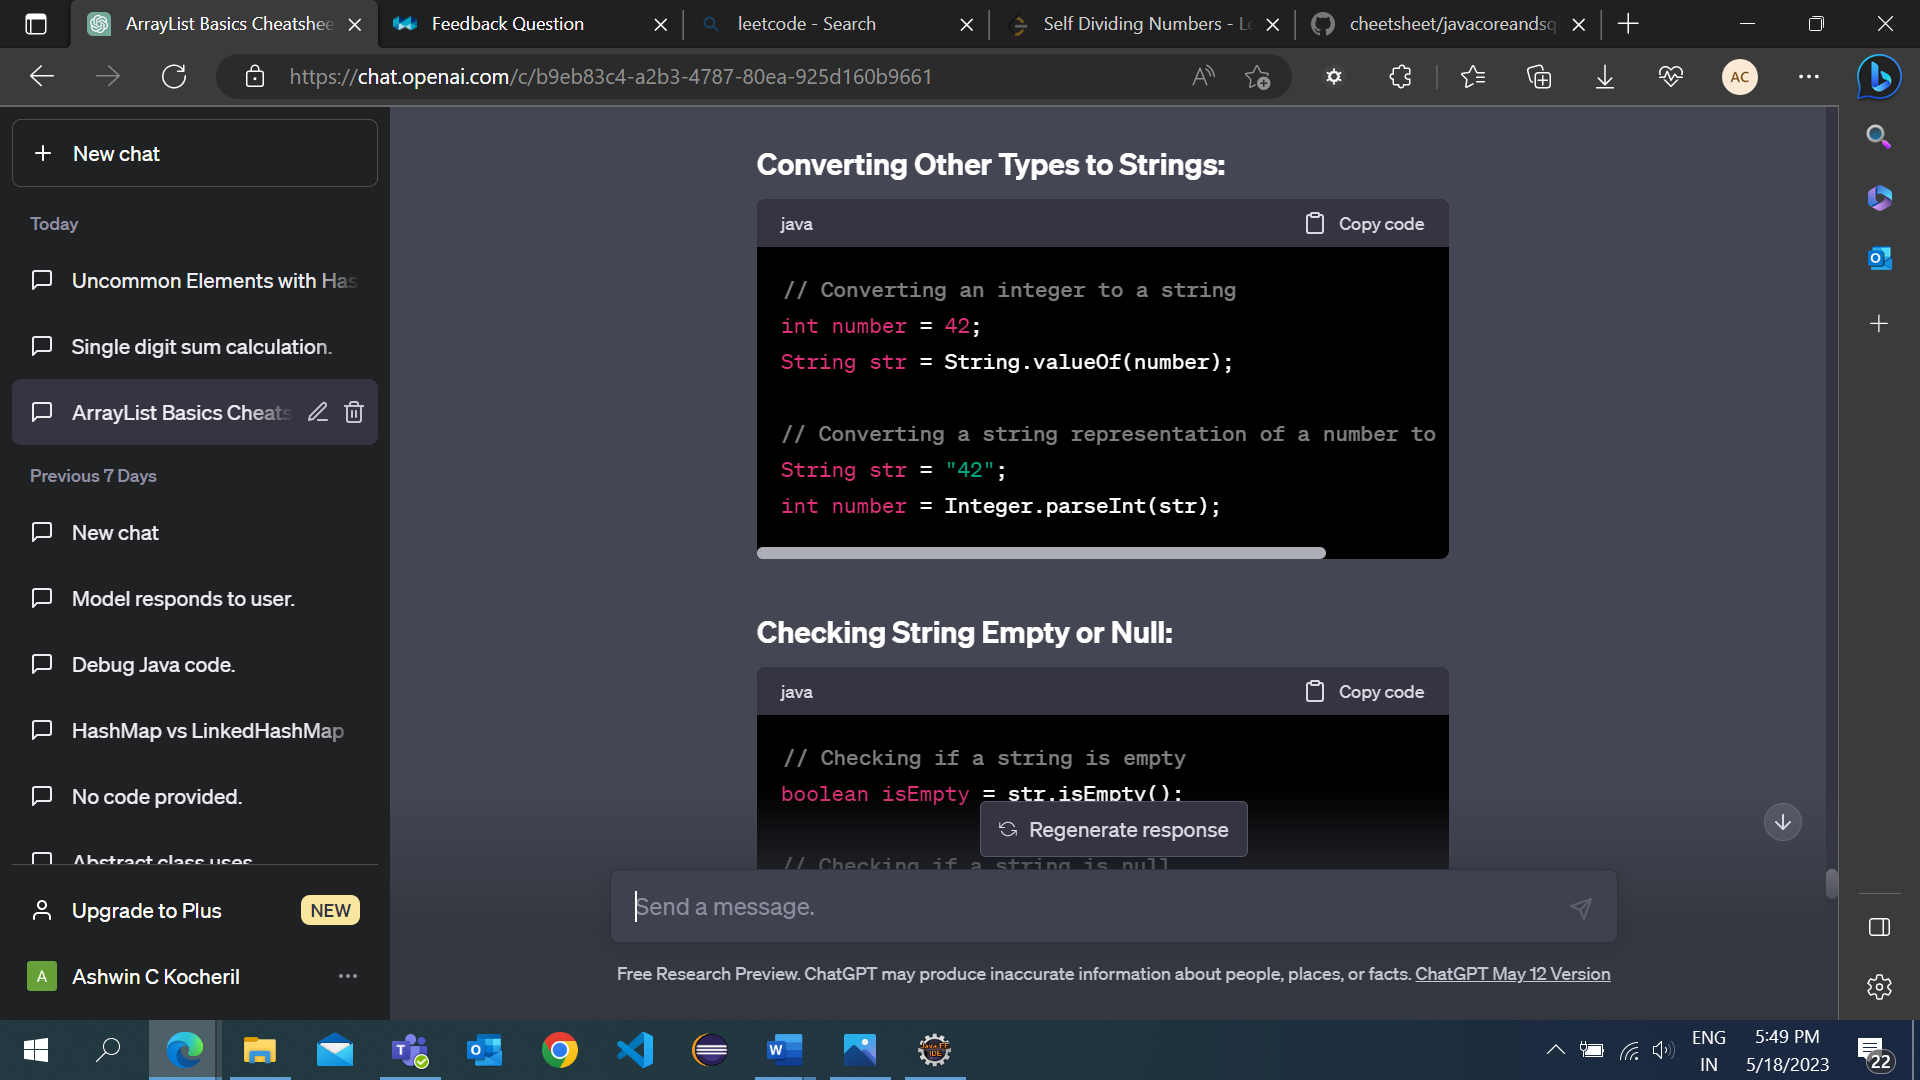 ArrayList Basics Cheatshee
Feedback Question
leetcode - Search
Self Dividing Numbers - Le
cheetsheet/javacoreandsq
https://chat.openai.com/c/b9eb83c4-a2b3-4787-80ea-925d160b9661
AC
New chat
Today
Uncommon Elements with Has
Single digit sum calculation.
ArrayList Basics Cheats
Previous 7 Days
New chat
Model responds to user.
Debug Java code.
HashMap vs LinkedHashMap
No code provided.
Abstract class uses
Upgrade to Plus
NEW
A
Ashwin C Kocheril
Converting Other Types to Strings:
java
Copy code
// Converting an integer to a string
int number = 42;
String str = String.valueOf(number);
// Converting a string representation of a number to
String str = "42";
int number = Integer.parseInt(str);
Checking String Empty or Null:
java
Copy code
// Checking if a string is empty
boolean isEmpty = str.isEmpty();
Regenerate response
// Checking if a string is null
Send a message.
Free Research Preview. ChatGPT may produce inaccurate information about people, places, or facts. ChatGPT May 12 Version
ENG
IN
5:49 PM
5/18/2023
22